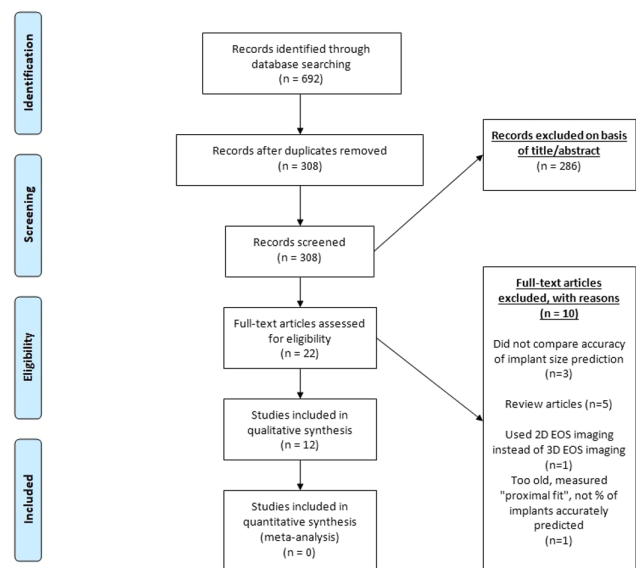 Identification
Records identified through
database searching
(n = 692)
Records after duplicates removed
(n = 308)
Records excluded on basis
of title/abstract
(n = 286)
Screening
Records screened
(n = 308)
Full-text articles assessed
for eligibility
(n = 22)
Full-text articles
excluded, with reasons
(n = 10)
Did not compare accuracy
of implant size prediction
(n=3)
Review articles (n=5)
Used 2D EOS imaging
instead of 3D EOS imaging
(n=1)
Too old, measured
"proximal fit", not % of
implants accurately
predicted
(n=1)
Eligibility
Studies included in
qualitative synthesis
(n = 12)
Included
Studies included in
quantitative synthesis
(meta-analysis)
(n = 0)